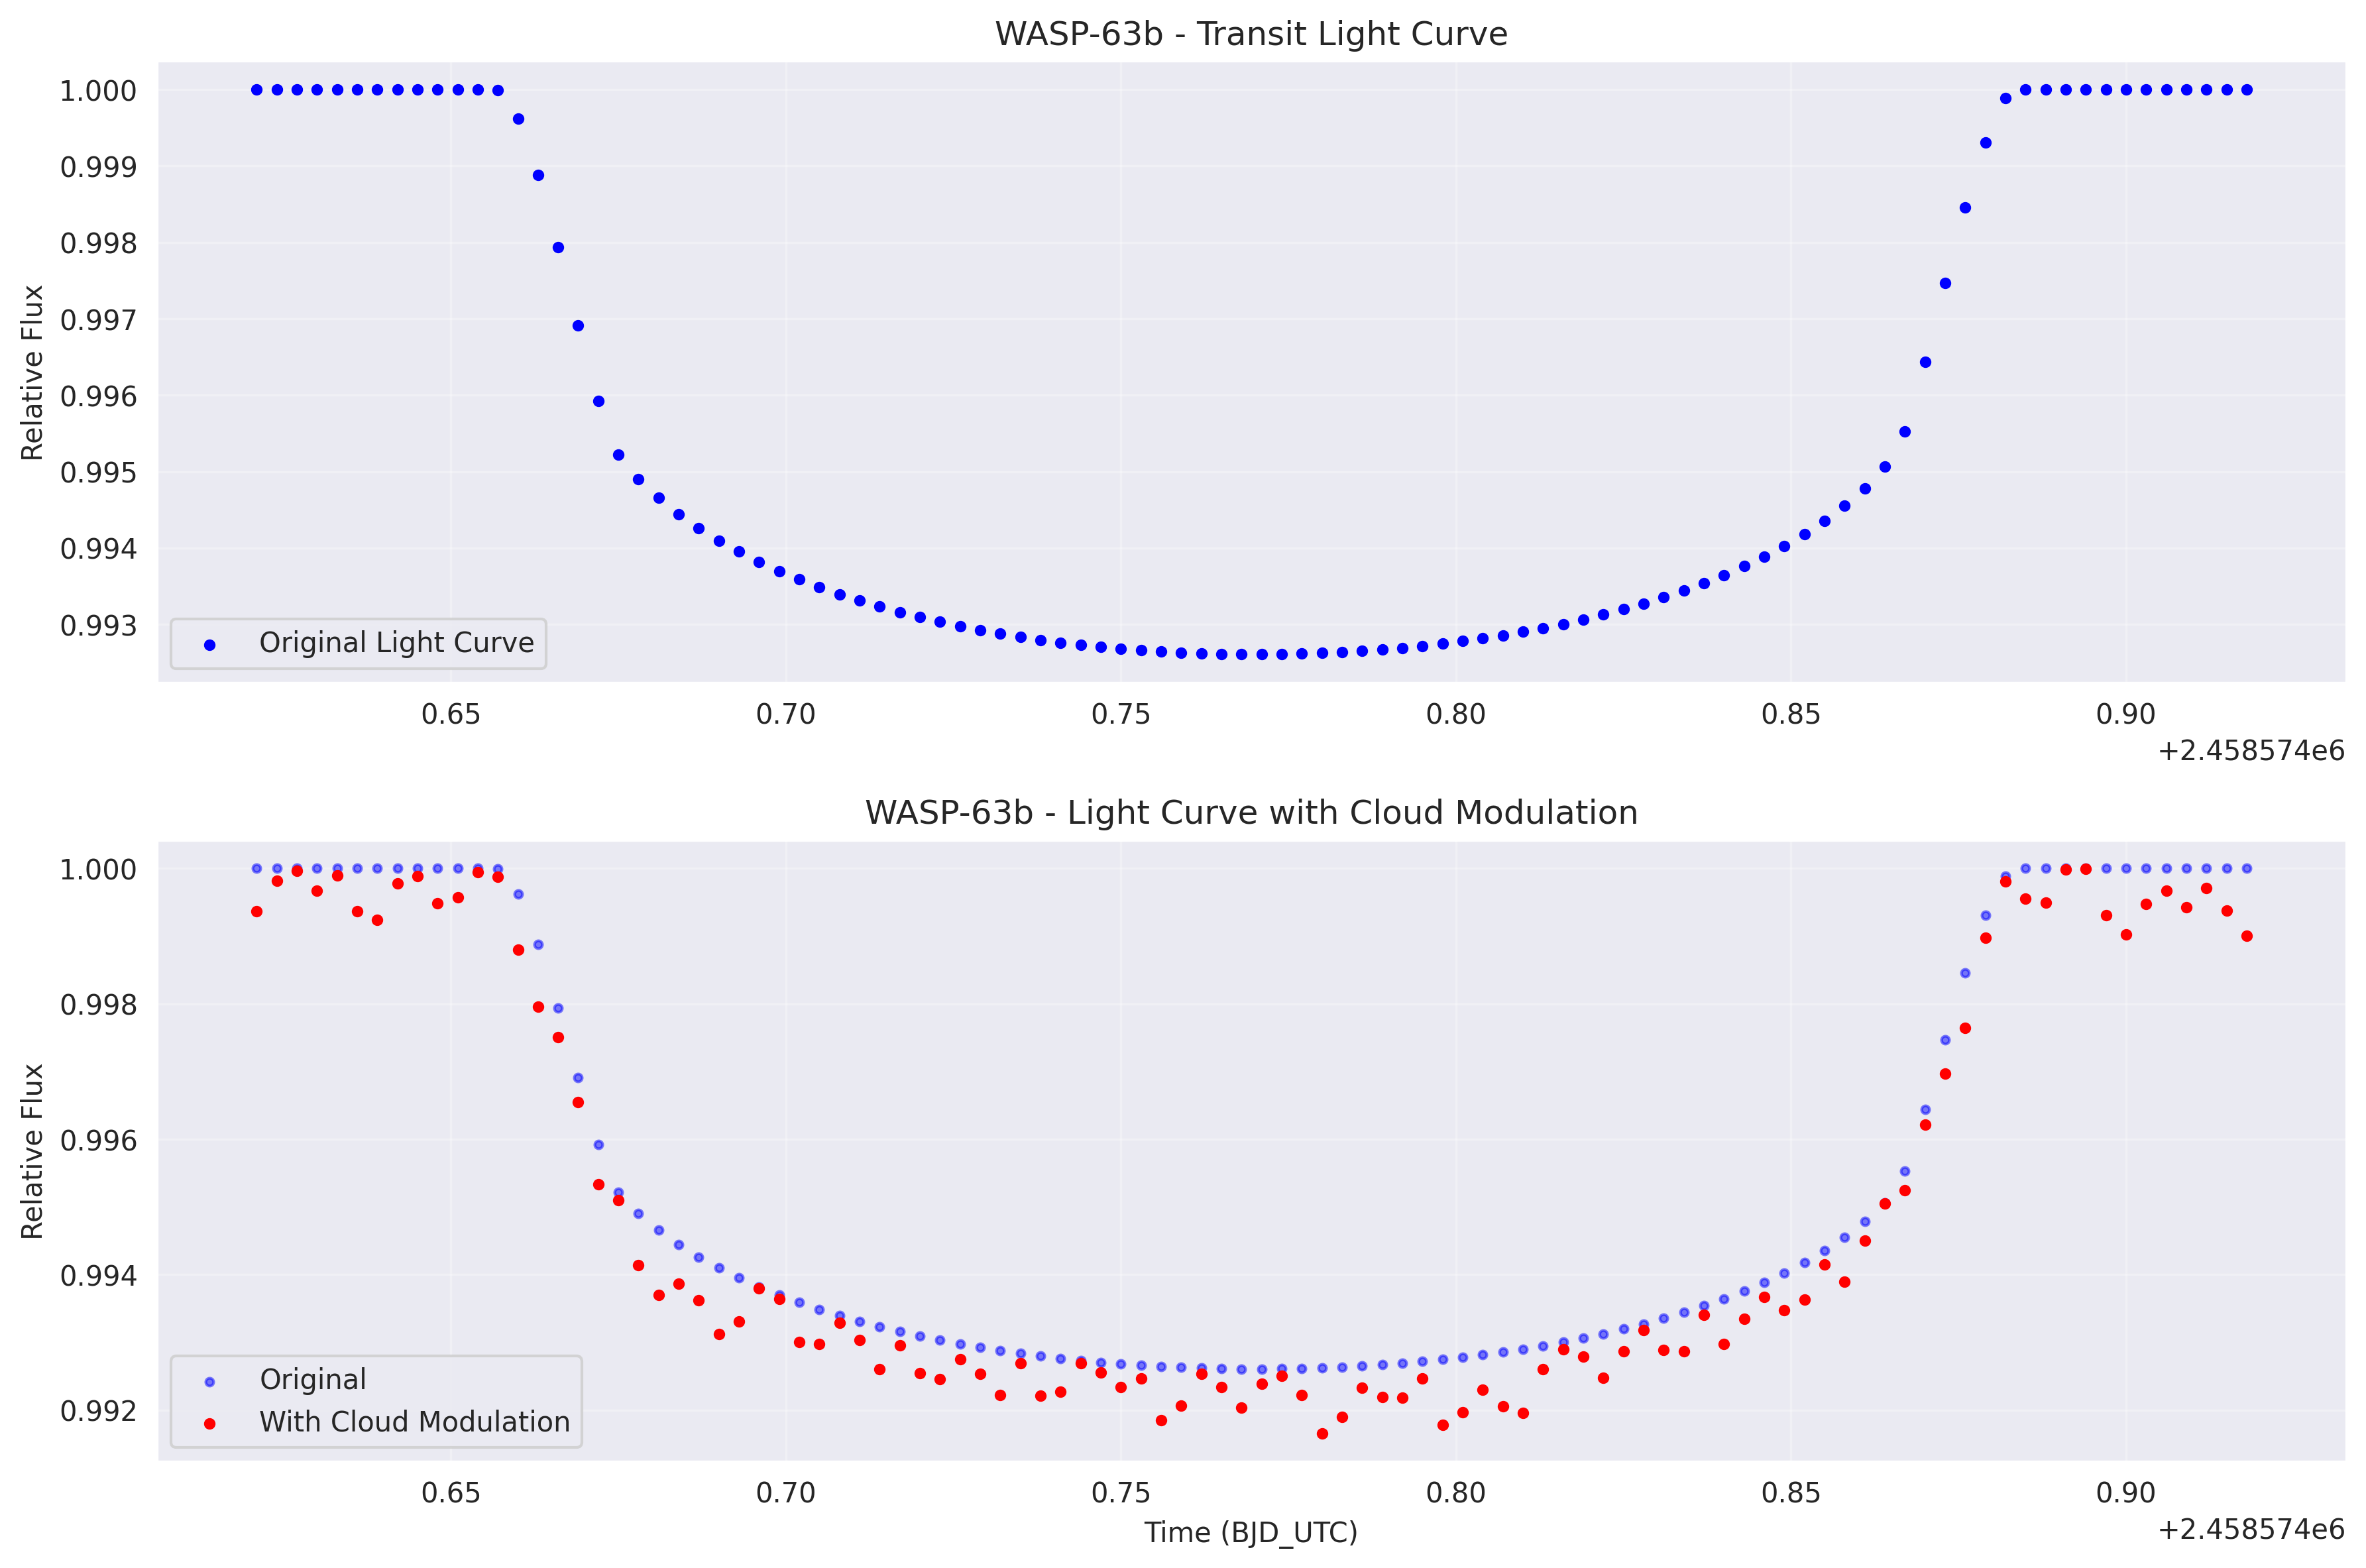 WASP-63b - Transit Light Curve
1.000
0.999
0.998
0.997
0.996
0.995
0.994
0.993
Relative Flux
Original Light Curve
0.65 0.70 0.75 0.80 0.85 0.90
+2.458574e6
WASP-63b - Light Curve with Cloud Modulation
1.000
0.998
0.996
0.994
0.992
Relative Flux
Original
With Cloud Modulation
0.65 0.70 0.75 0.80 0.85 0.90
Time (BJD_UTC)
+2.458574e6